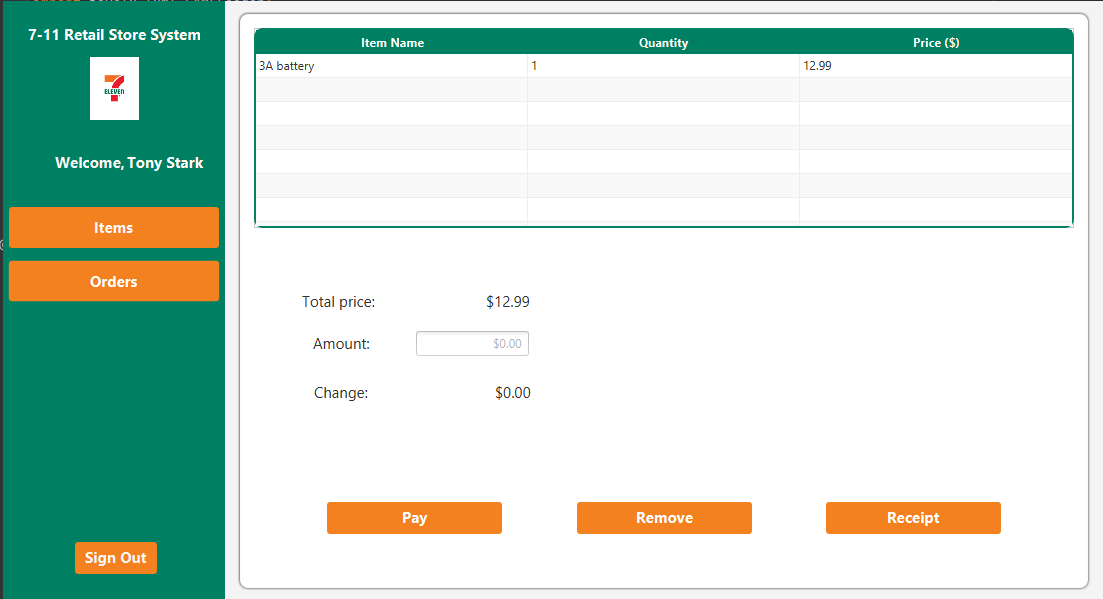 7-11 Retail Store System
ELEVEN
Welcome, Tony Stark
Items
Orders
Sign Out
Item Name Quantity Price ($)
3A battery 1 12.99
Total price: $12.99
Amount: $0.00
Change: $0.00
Pay Remove Receipt